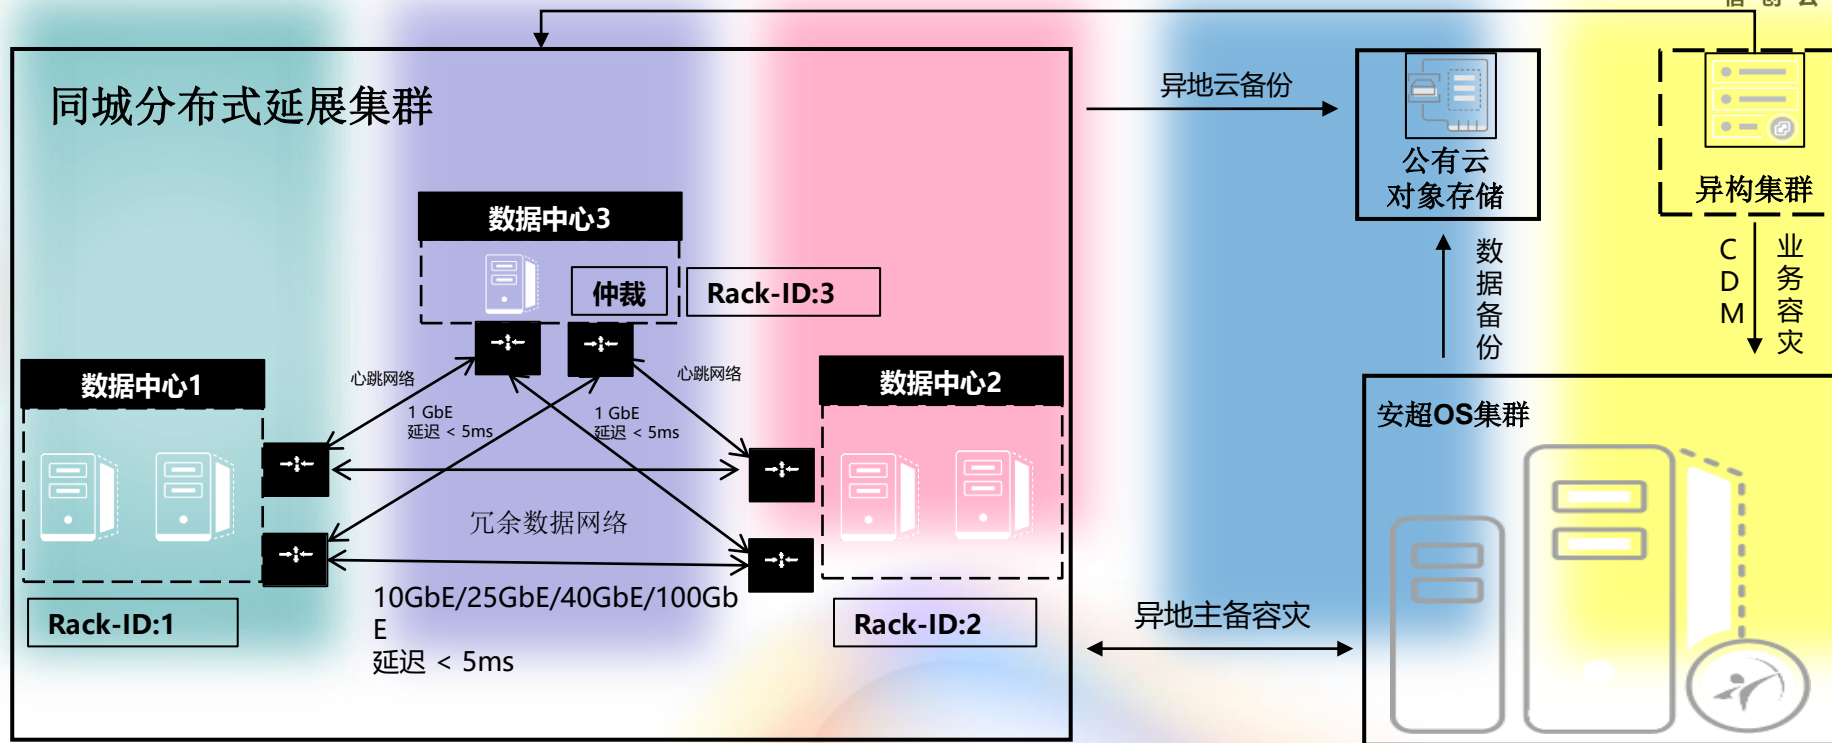 同城分布式延展集群
数据中心3
仲裁
Rack-ID:3
数据中心1
心跳网络
1 GbE
延迟 < 5ms
心跳网络
1 GbE
延迟 < 5ms
数据中心2
冗余数据网络
10GbE/25GbE/40GbE/100Gb
E
延迟 < 5ms
Rack-ID:1
Rack-ID:2
异地云备份
公有云
对象存储
异构集群
数据备份
CDM
业务容灾
异地主备容灾
安超OS集群